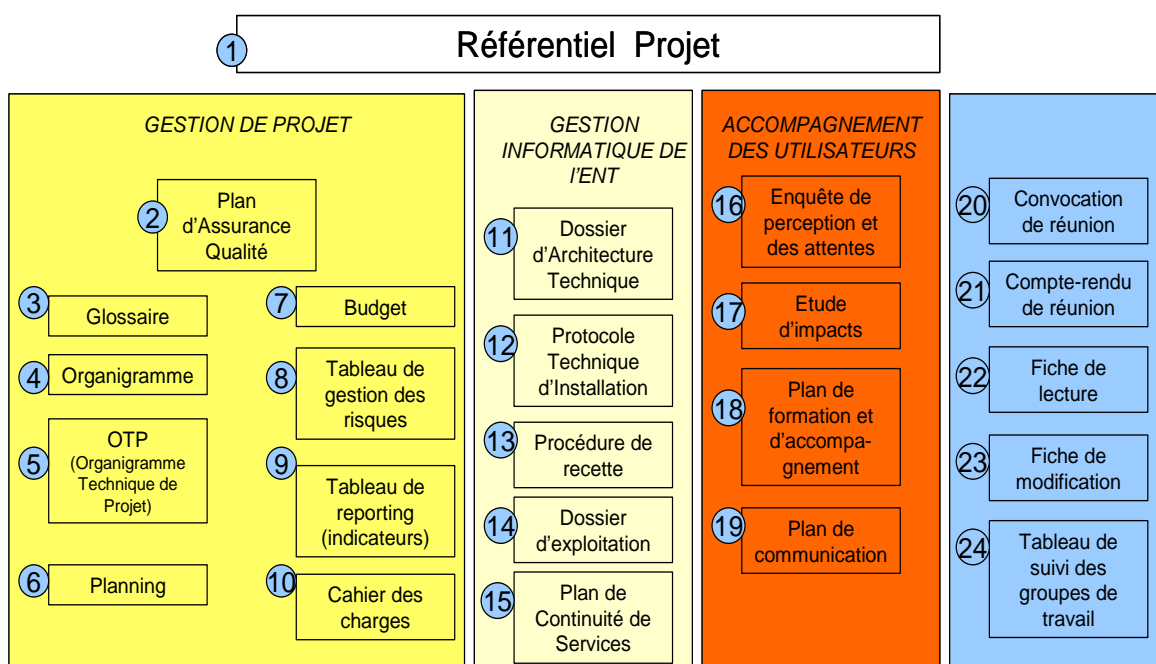 1
Référentiel Projet
GESTION DE PROJET
2
Plan
d’Assurance
Qualité
3
Glossaire
4
Organigramme
5
OTP
(Organigramme
Technique de
Projet)
6
Planning
7
Budget
8
Tableau de
gestion des
risques
9
Tableau de
reporting
(indicateurs)
10
Cahier des
charges
GESTION
INFORMATIQUE DE
l’ENT
11
Dossier
d’Architecture
Technique
12
Protocole
Technique
d’Installation
13
Procédure de
recette
14
Dossier
d’exploitation
15
Plan de
Continuité de
Services
ACCOMPAGNEMENT
DES UTILISATEURS
16
Enquête de
perception et
des attentes
17
Etude
d’impacts
18
Plan de
formation et
d’accompa-
gnement
19
Plan de
communication
20
Convocation
de réunion
21
Compte-rendu
de réunion
22
Fiche de
lecture
23
Fiche de
modification
24
Tableau de
suivi des
groupes de
travail